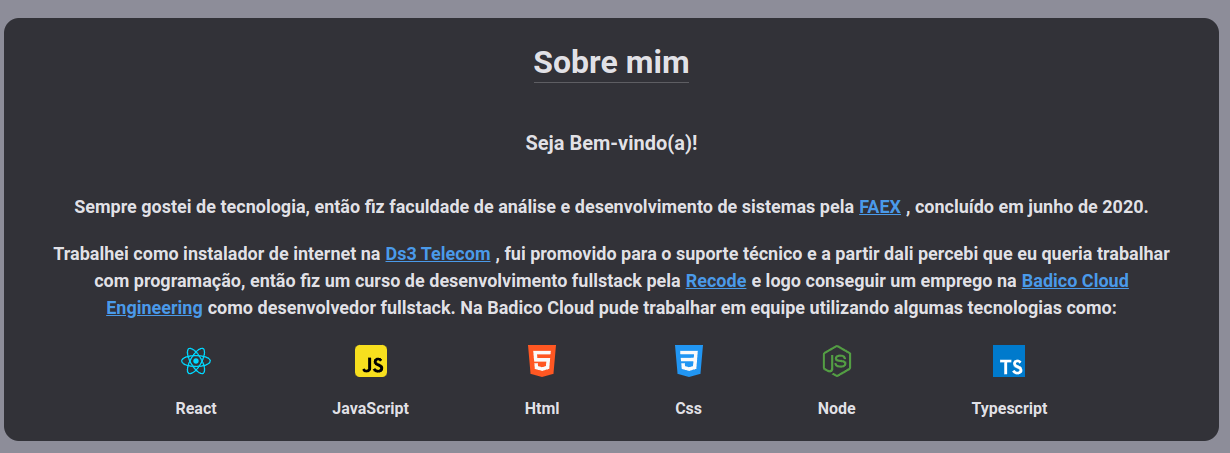 Sobre mim
Seja Bem-vindo(a)!
Sempre gostei de tecnologia, então fiz faculdade de análise e desenvolvimento de sistemas pela FAEX , concluído em junho de 2020.
Trabalhei como instalador de internet na Ds3 Telecom , fui promovido para o suporte técnico e a partir dali percebi que eu queria trabalhar
com programação, então fiz um curso de desenvolvimento fullstack pela Recode e logo conseguir um emprego na Badico Cloud
Engineering como desenvolvedor fullstack. Na Badico Cloud pude trabalhar em equipe utilizando algumas tecnologias como:
JS 5 3 JS TS
React JavaScript Html Css Node Typescript